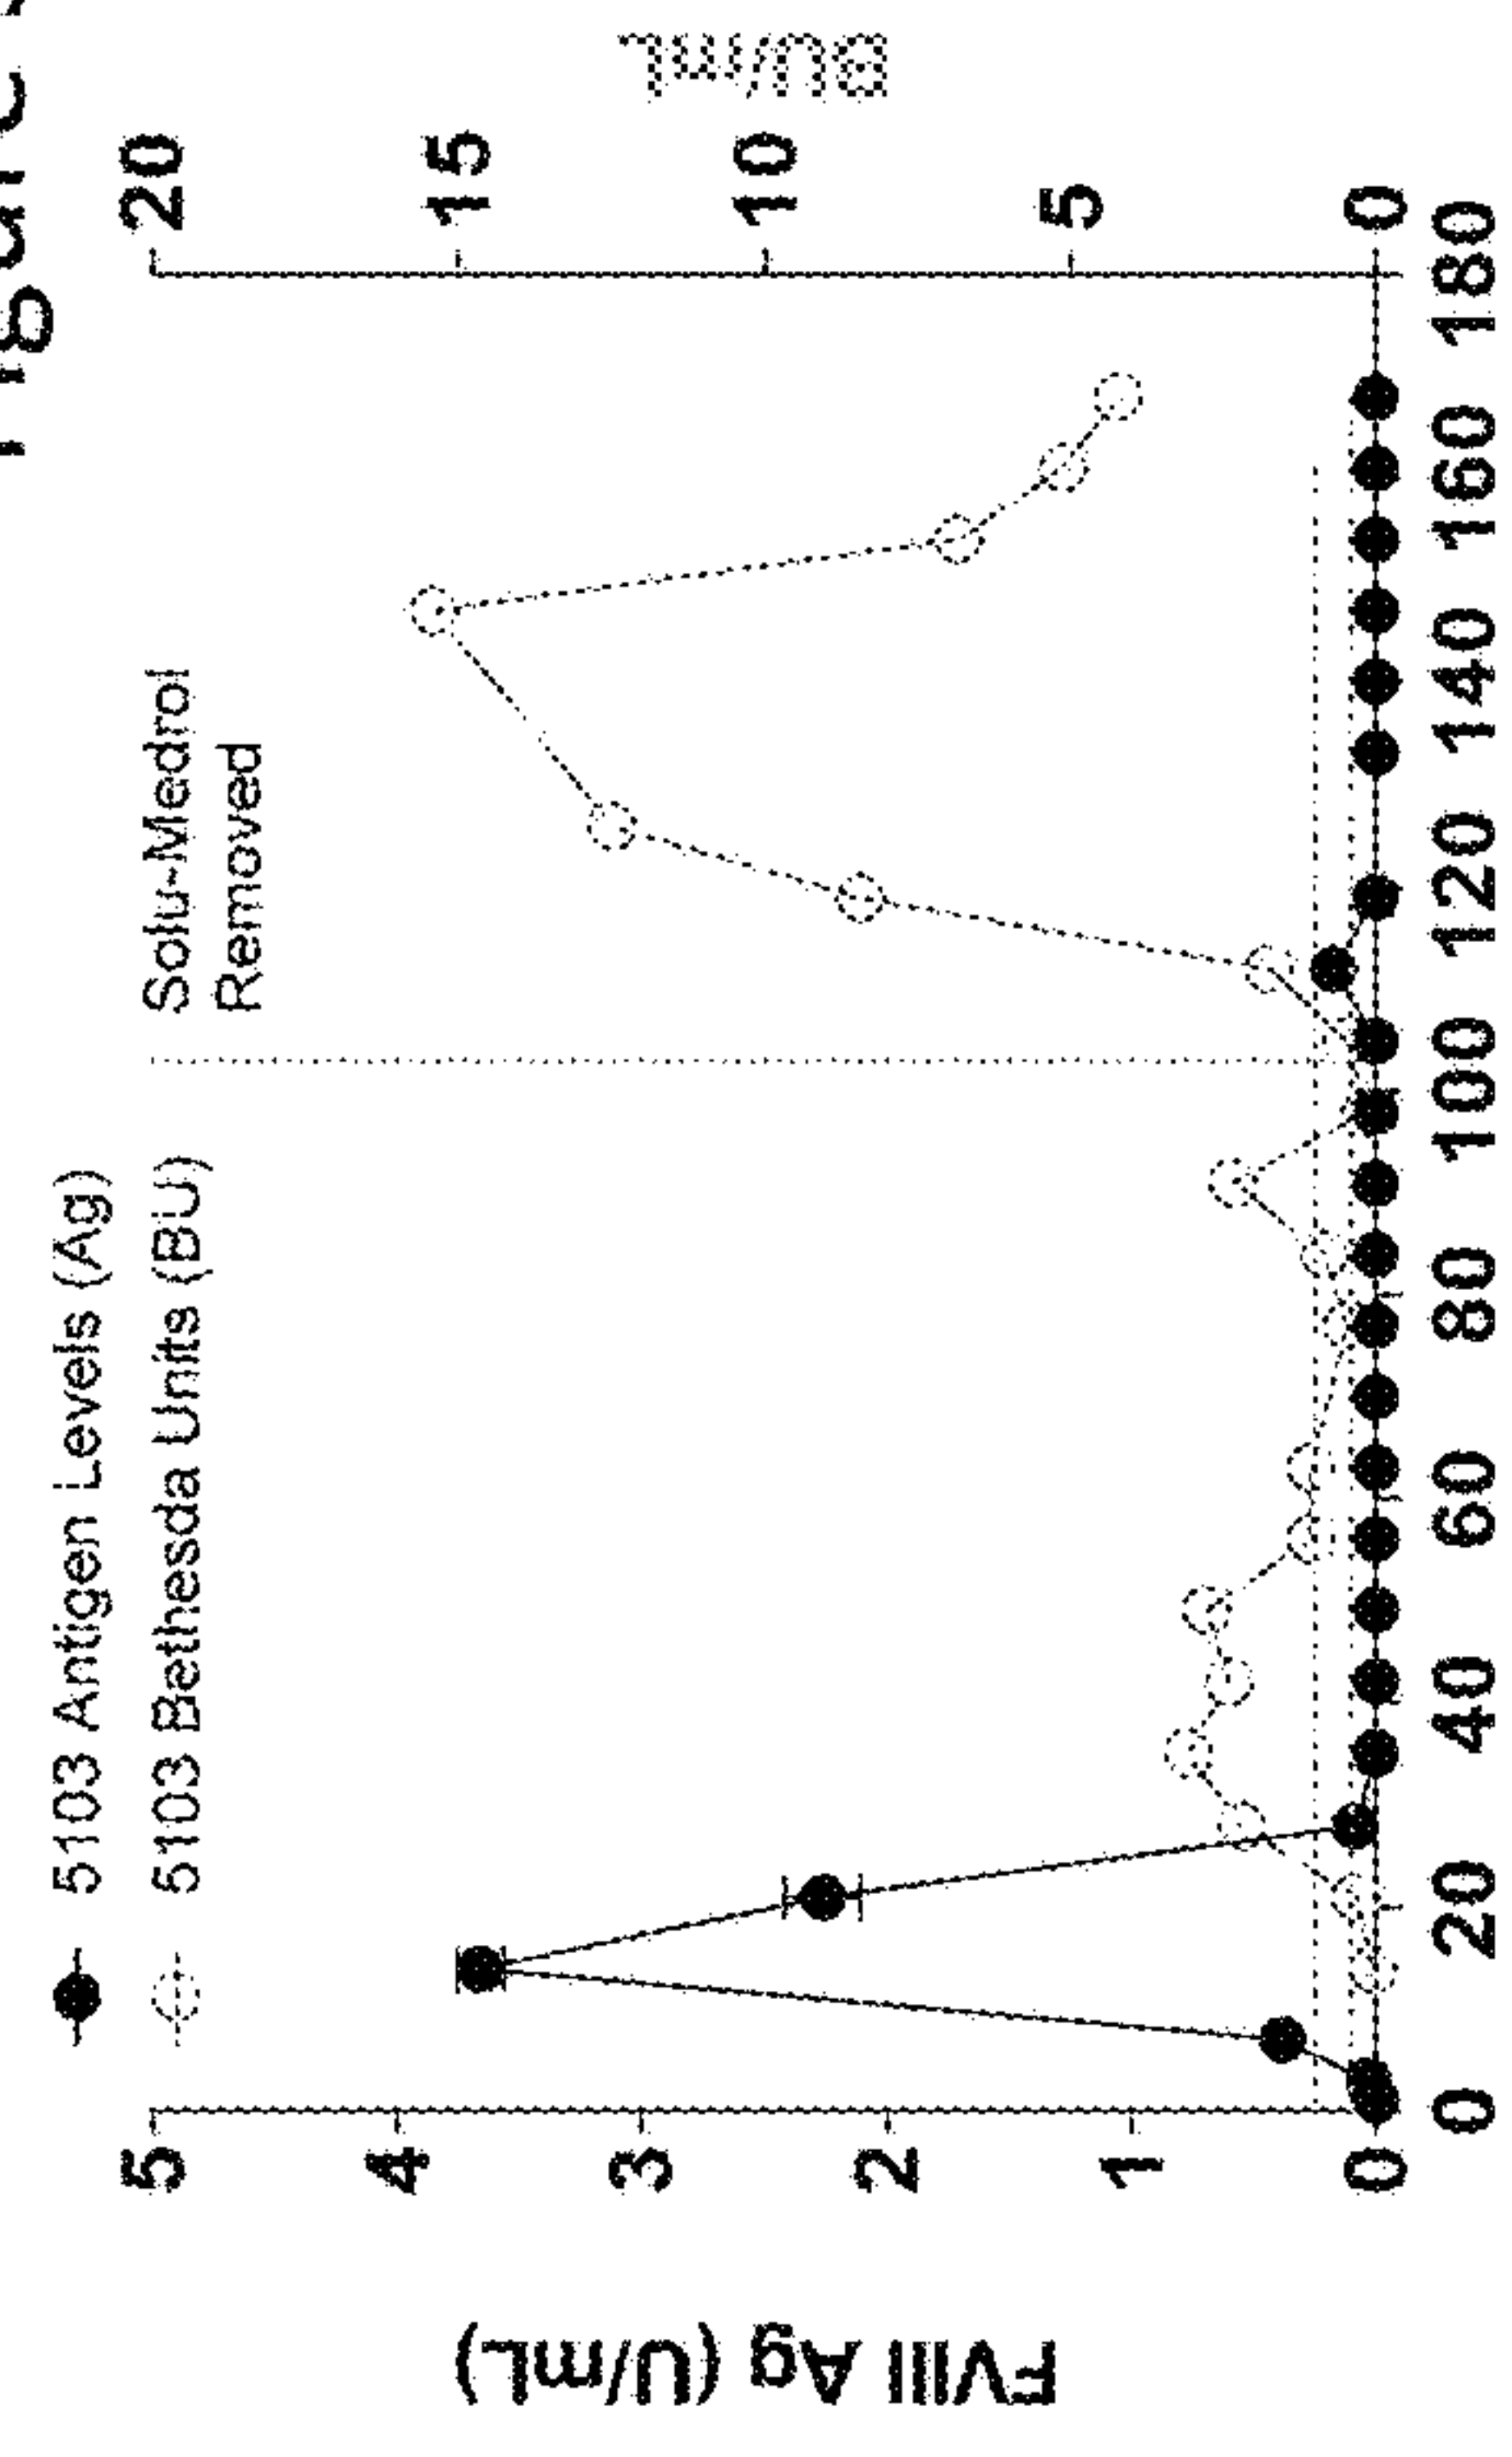 5103 Antigen Levels (Ag)
5103 Bethesda Units (BU)
Solu-Medrol
Removed
FVIII Ag (U/mL)
5
4
3
2
1
0
BU/mL
20
15
10
5
0
0 20 40 60 80 100 120 140 160 180